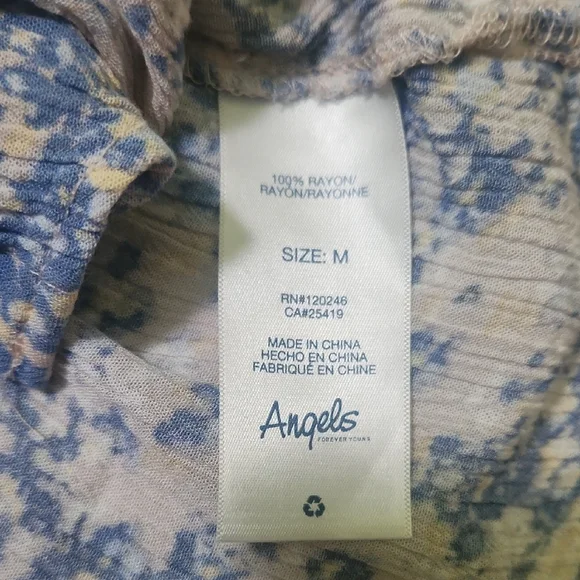 100% RAYON/
RAYON/RAYONNE
SIZE: M
RN#120246
CA#25419
MADE IN CHINA
HECHO EN CHINA
FABRIQUÉ EN CHINE
Angels
FOREVER YOUNG